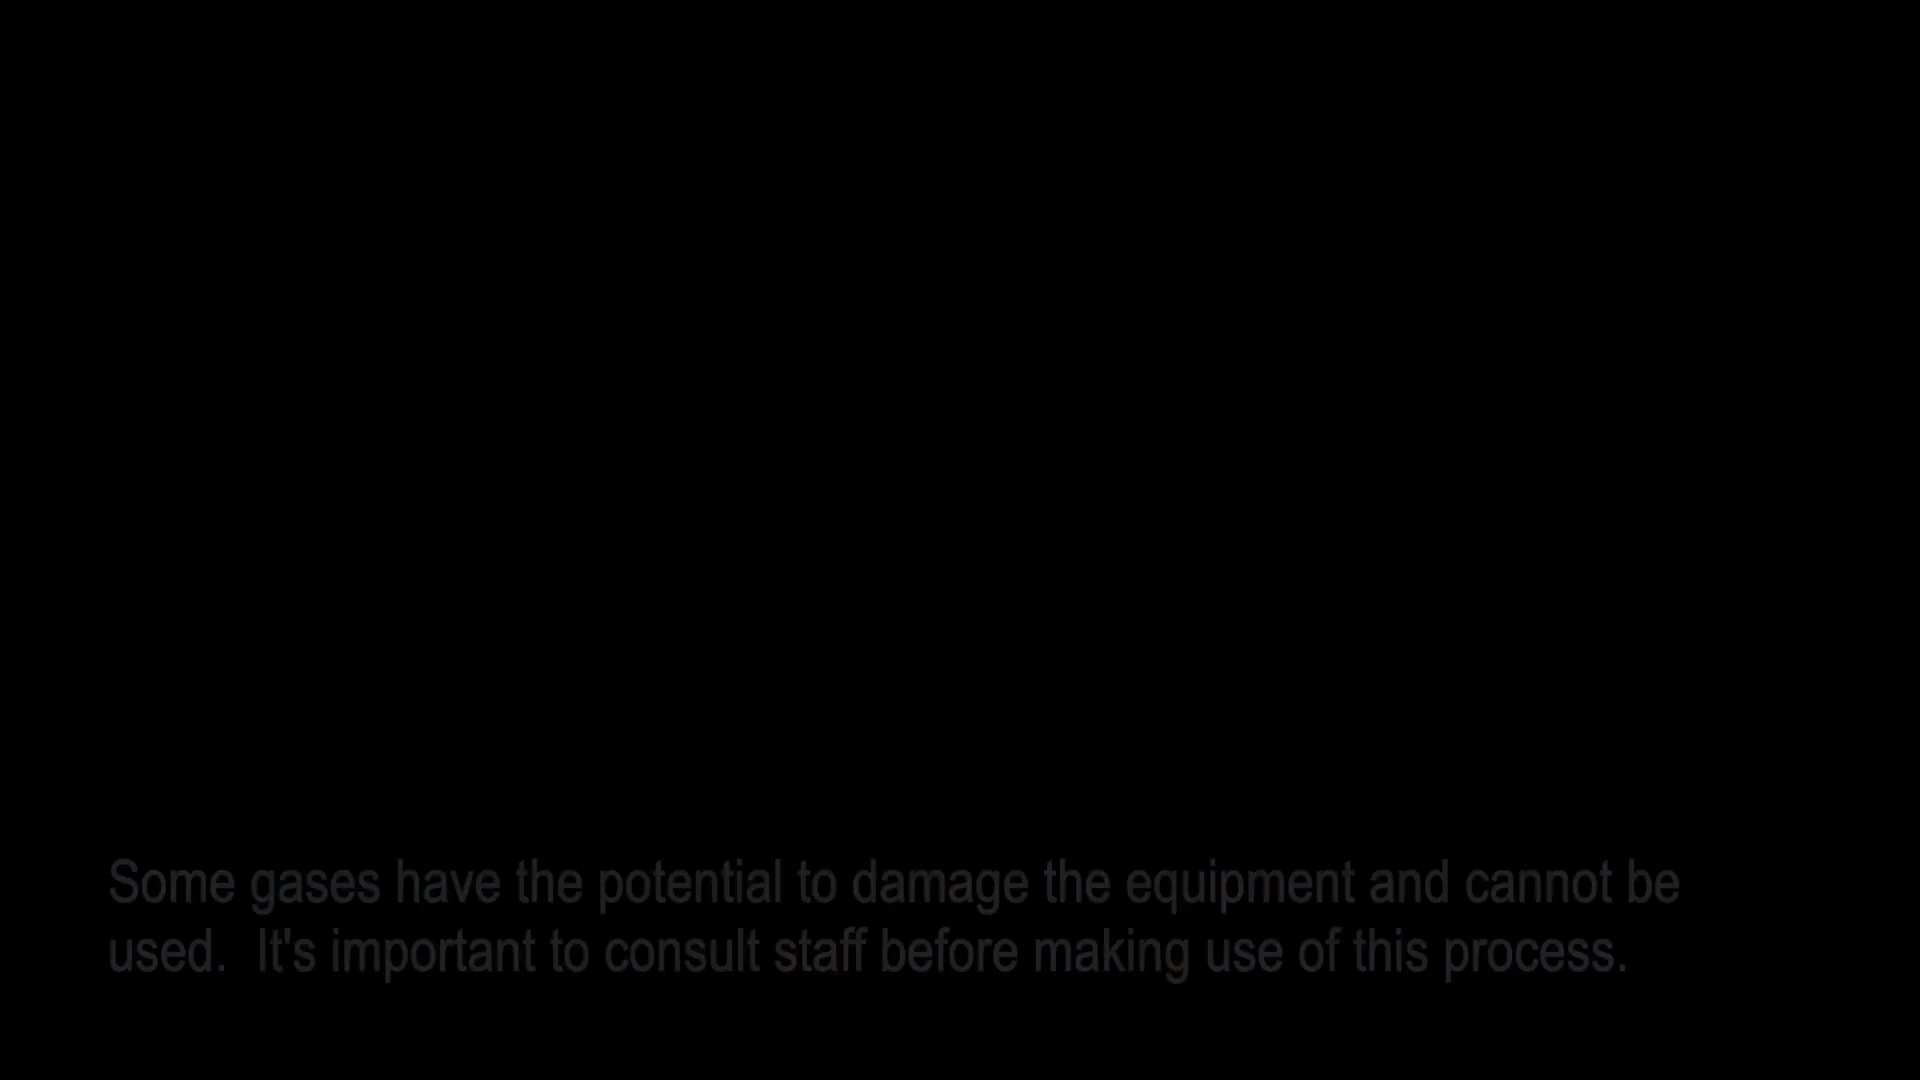 Some gases have the potential to damage the equipment and cannot be
used.  It's important to consult staff before making use of this process.